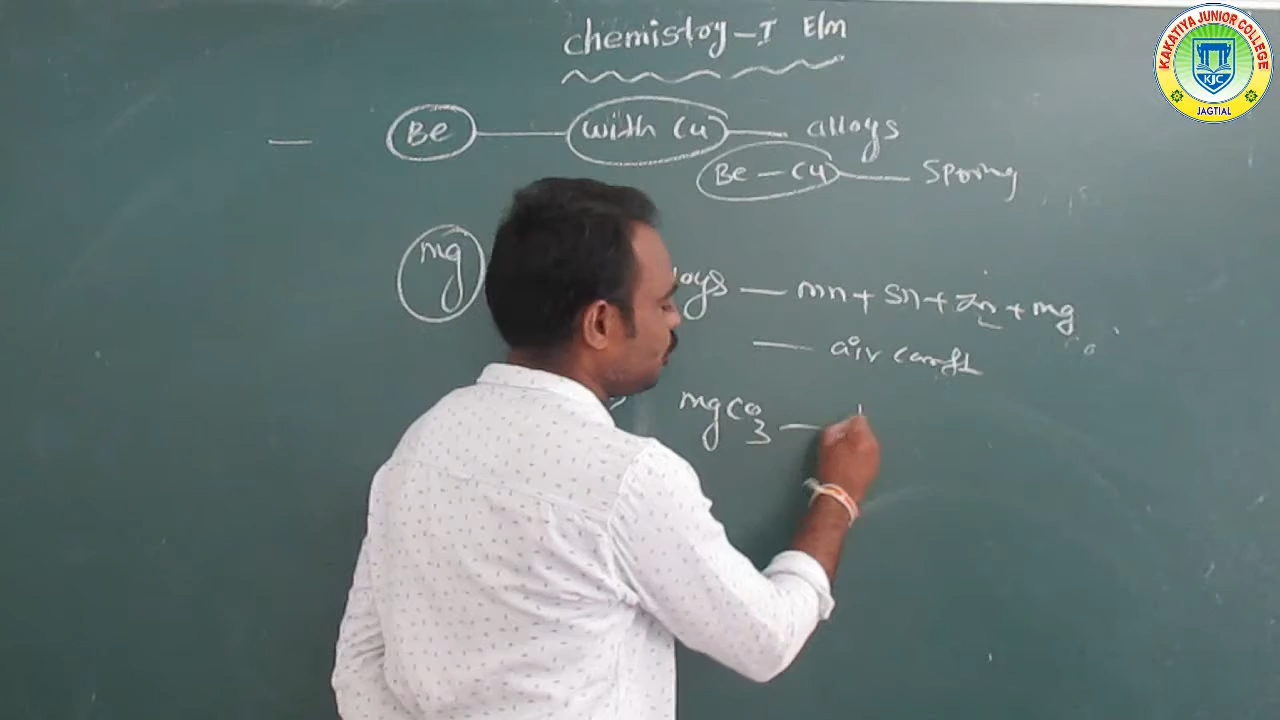 chemistry-I E/m
— Be — with Cu — alloys
Be - Cu — Spring
mg
loys — mn + Sn + Zn + mg
— air craft
mgCO3 —
KAKATIYA JUNIOR COLLEGE
KJC
JAGTIAL